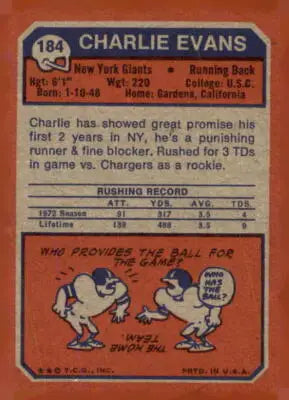 184 CHARLIE EVANS
New York Giants • Running Back
Hgt: 6'1" Wgt: 220 College: U.S.C.
Born: 1-10-48 Home: Gardena, California
Charlie has showed great promise his
first 2 years in NY, he's a punishing
runner & fine blocker. Rushed for 3 TDs
in game vs. Chargers as a rookie.
RUSHING RECORD
ATT. YDS. AVG. TDS.
1972 Season 91 317 3.5 4
Lifetime 139 488 3.5 9
WHO PROVIDES THE BALL FOR
THE GAME?
WHO
HAS
THE
BALL?
THE HOME
TEAM
★ © T.C.G., INC. PRTD. IN U.S.A.